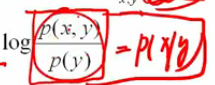 log p(x, y) / p(y) = p(x|y)